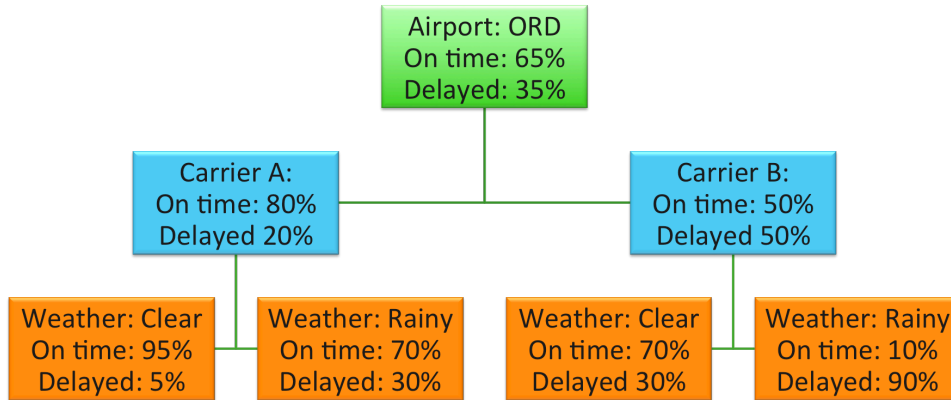 Airport: ORD
On time: 65%
Delayed: 35%
Carrier A:
On time: 80%
Delayed 20%
Carrier B:
On time: 50%
Delayed 50%
Weather: Clear
On time: 95%
Delayed: 5%
Weather: Rainy
On time: 70%
Delayed: 30%
Weather: Clear
On time: 70%
Delayed 30%
Weather: Rainy
On time: 10%
Delayed: 90%